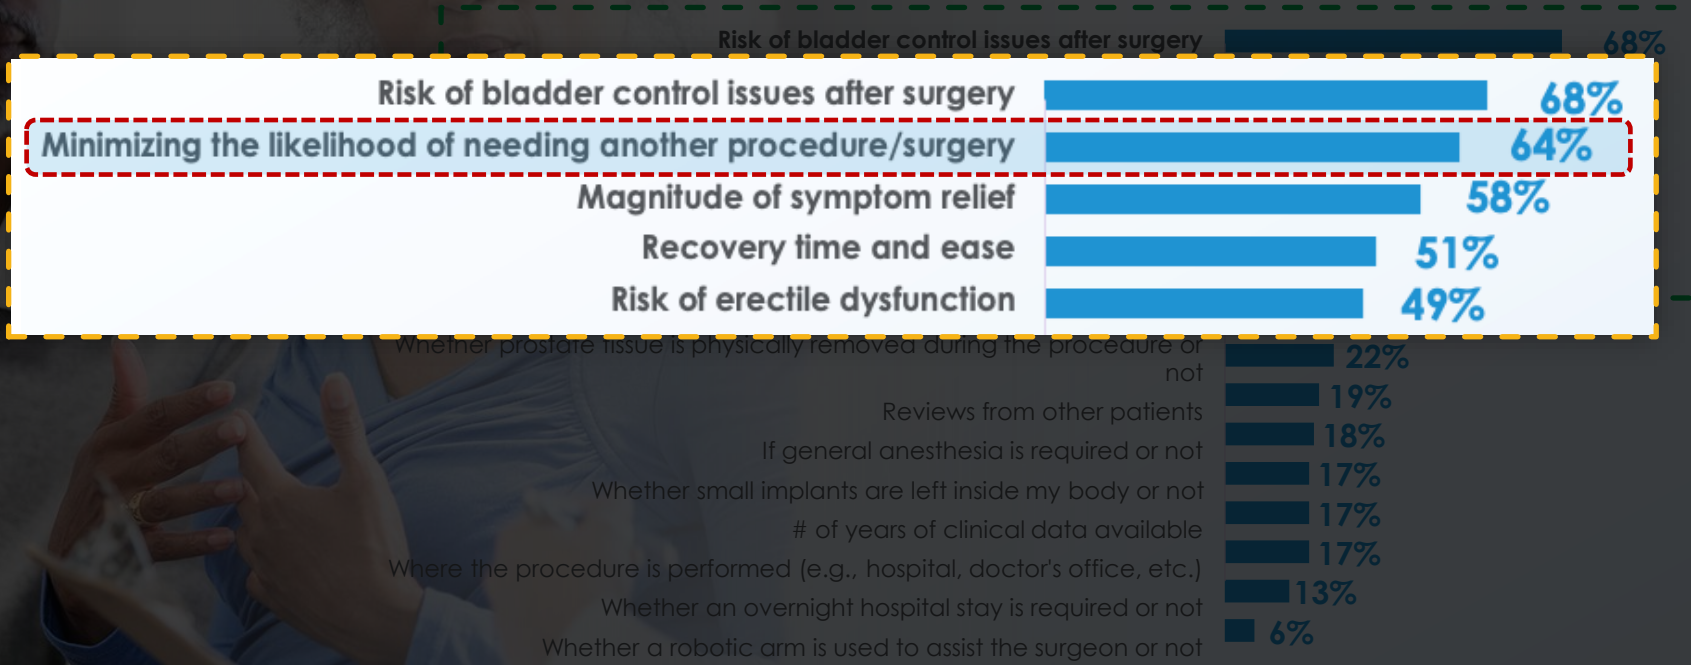 Risk of bladder control issues after surgery 68%
Risk of bladder control issues after surgery 68%
Minimizing the likelihood of needing another procedure/surgery 64%
Magnitude of symptom relief 58%
Recovery time and ease 51%
Risk of erectile dysfunction 49%
Whether prostate tissue is physically removed during the procedure or
not
22%
Reviews from other patients 19%
If general anesthesia is required or not 18%
Whether small implants are left inside my body or not 17%
# of years of clinical data available 17%
Where the procedure is performed (e.g., hospital, doctor's office, etc.) 17%
Whether an overnight hospital stay is required or not 13%
Whether a robotic arm is used to assist the surgeon or not 6%